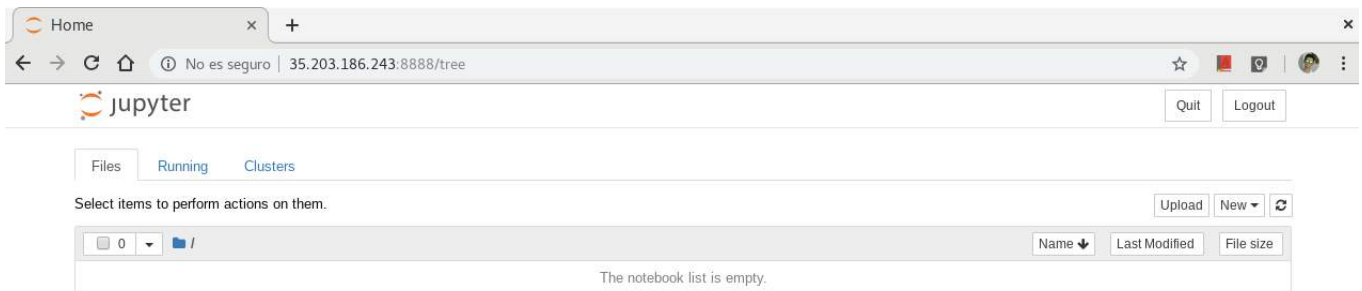 Home
No es seguro | 35.203.186.243:8888/tree
jupyter
Quit Logout
Files Running Clusters
Select items to perform actions on them.
Upload New
0 /
Name Last Modified File size
The notebook list is empty.